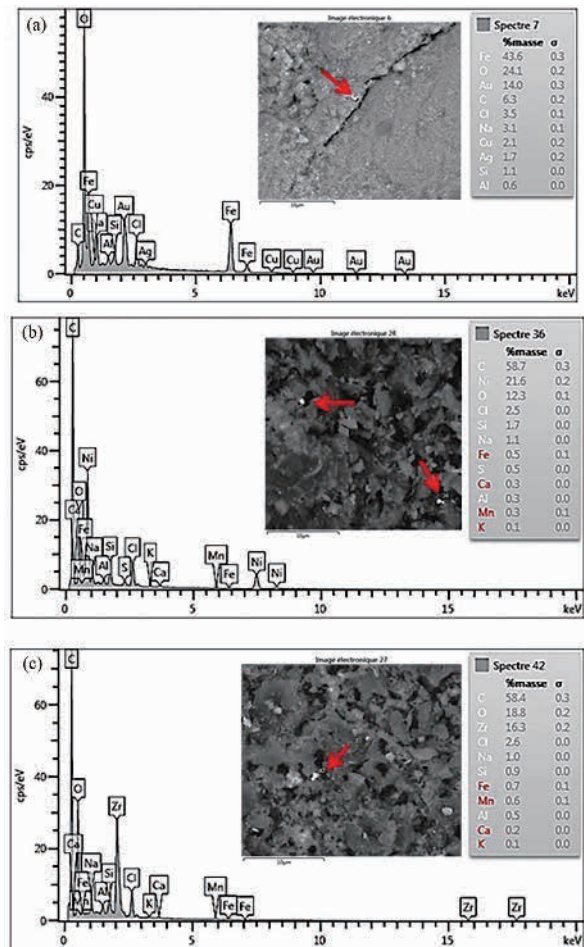 (a)
Image électronique 6
Spectre 7
%masse σ
Fe 43.6 0.3
O 24.1 0.2
Au 14.0 0.3
C 6.3 0.2
Cl 3.5 0.1
Na 3.1 0.1
Cu 2.1 0.2
Ag 1.7 0.2
Si 1.1 0.0
Al 0.6 0.0
10µm
O
Fe
Cu Au
Si Cl Fe
C Al Ag Fe Cu Cu Au Au Au
cps/eV
40
20
0
0 5 10 15 keV
(b)
Image électronique 28
Spectre 36
%masse σ
C 58.7 0.3
Ni 21.6 0.2
O 12.3 0.1
Cl 2.5 0.0
Si 1.7 0.0
Na 1.1 0.0
Fe 0.5 0.1
S 0.5 0.0
Ca 0.3 0.0
Al 0.3 0.0
Mn 0.3 0.1
K 0.1 0.0
10µm
C
Ni
C O
Fe
Mn Na Al Si S Cl K Ca Mn Fe Ni Ni
cps/eV
60
40
20
0
0 5 10 15 keV
(c)
Image électronique 27
Spectre 42
%masse σ
C 58.4 0.3
O 18.8 0.2
Zr 16.3 0.2
Cl 2.6 0.0
Na 1.0 0.0
Si 0.9 0.0
Fe 0.7 0.1
Mn 0.6 0.1
Al 0.5 0.0
Ca 0.2 0.0
K 0.1 0.0
10µm
C
O Zr
Ca
Fe Na Al Si Cl K Ca Mn Fe Fe Zr Zr
cps/eV
60
40
20
0
0 5 10 15 keV